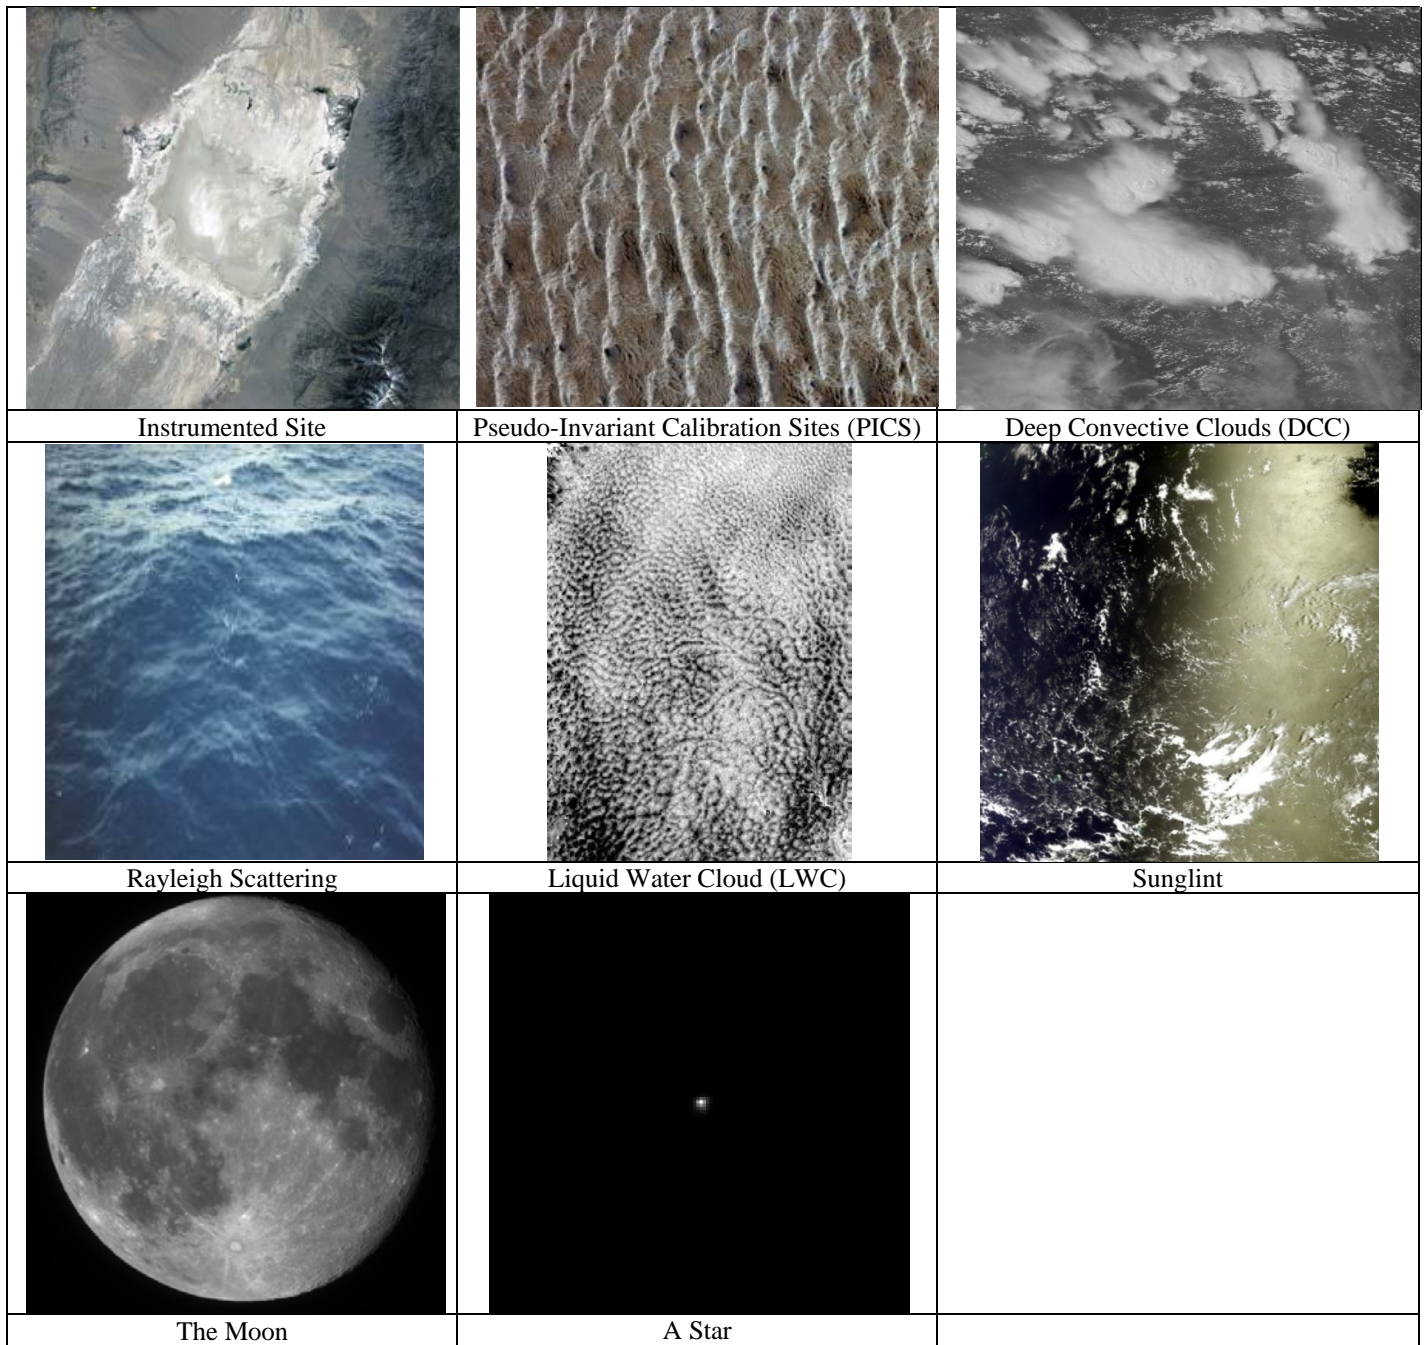 Instrumented Site
Pseudo-Invariant Calibration Sites (PICS)
Deep Convective Clouds (DCC)
Rayleigh Scattering
Liquid Water Cloud (LWC)
Sunglint
The Moon
A Star